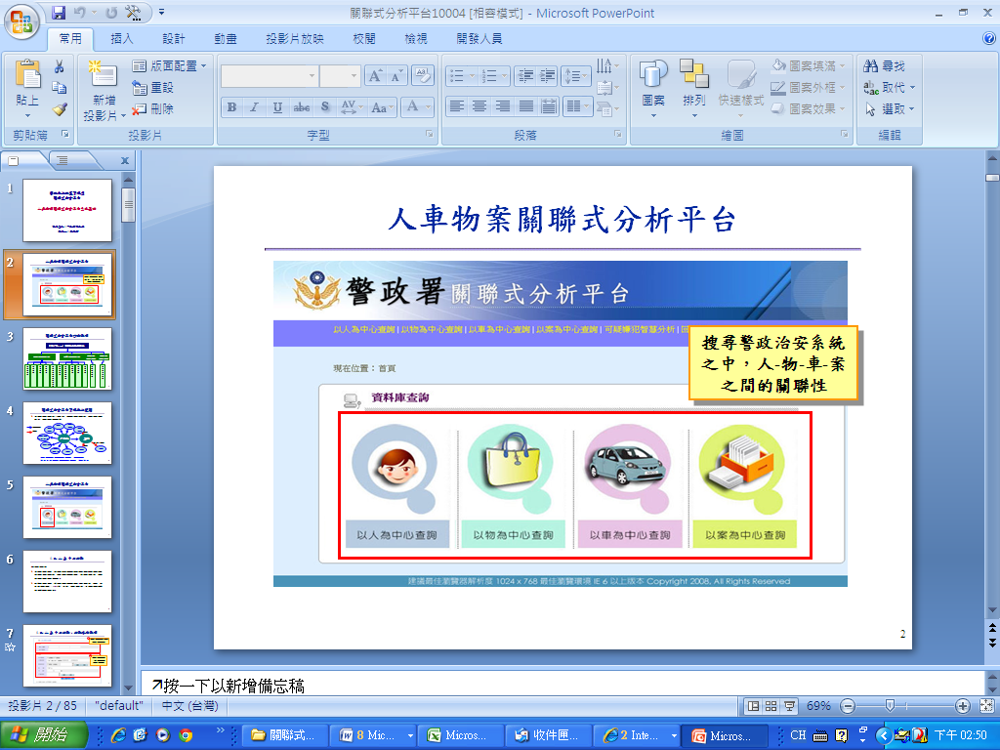 關聯式分析平台10004 [相容模式] - Microsoft PowerPoint
常用 插入 設計 動畫 投影片放映 校閱 檢視 開發人員
貼上
新增
投影片
版面配置
重設
刪除
B I U abc S AV Aa A
圖案 排列 快速樣式
圖案填滿
圖案外框
圖案效果
尋找
取代
選取
剪貼簿 投影片 字型 段落 繪圖 編輯
1
2
3
4
5
6
7
人車物案關聯式分析平台
警政署關聯式分析平台
以人為中心查詢 | 以物為中心查詢 | 以車為中心查詢 | 以案為中心查詢 | 可疑嫌犯智慧分析 | 回
搜尋警政治安系統
之中，人-物-車-案
之間的關聯性
現在位置：首頁
資料庫查詢
以人為中心查詢 以物為中心查詢 以車為中心查詢 以案為中心查詢
建議最佳瀏覽器解析度 1024 x 768 最佳瀏覽環境 IE 6 以上版本 Copyright 2008, All Rights Reserved
2
按一下以新增備忘稿
投影片 2 / 85 "default" 中文 (台灣) 69%
開始 關聯式... 8 Mic... Micros... 收件匣... 2 Inte... Micros... CH 下午 02:50